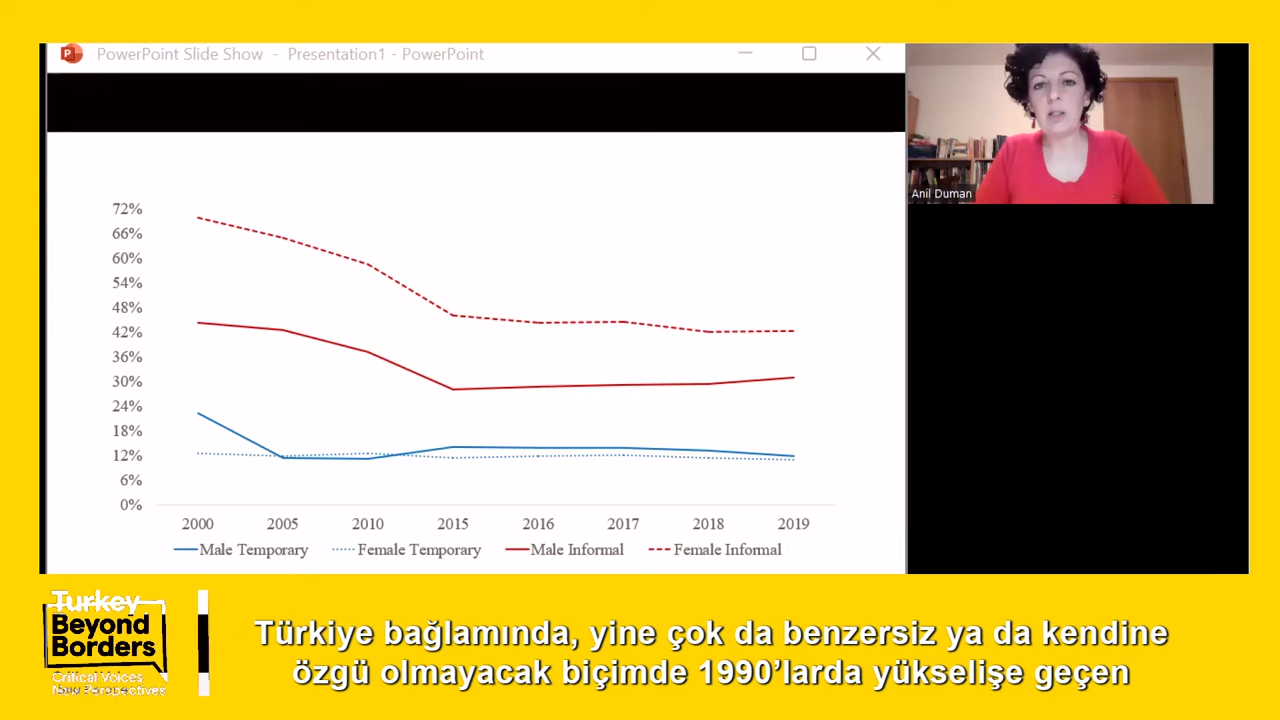 PowerPoint Slide Show - Presentation1 - PowerPoint
Anil Duman
72%
66%
60%
54%
48%
42%
36%
30%
24%
18%
12%
6%
0%
2000 2005 2010 2015 2016 2017 2018 2019
Male Temporary Female Temporary Male Informal Female Informal
Turkey
Beyond
Borders
Critical Voices
New Perspectives
Türkiye bağlamında, yine çok da benzersiz ya da kendine
özgü olmayacak biçimde 1990’larda yükselişe geçen